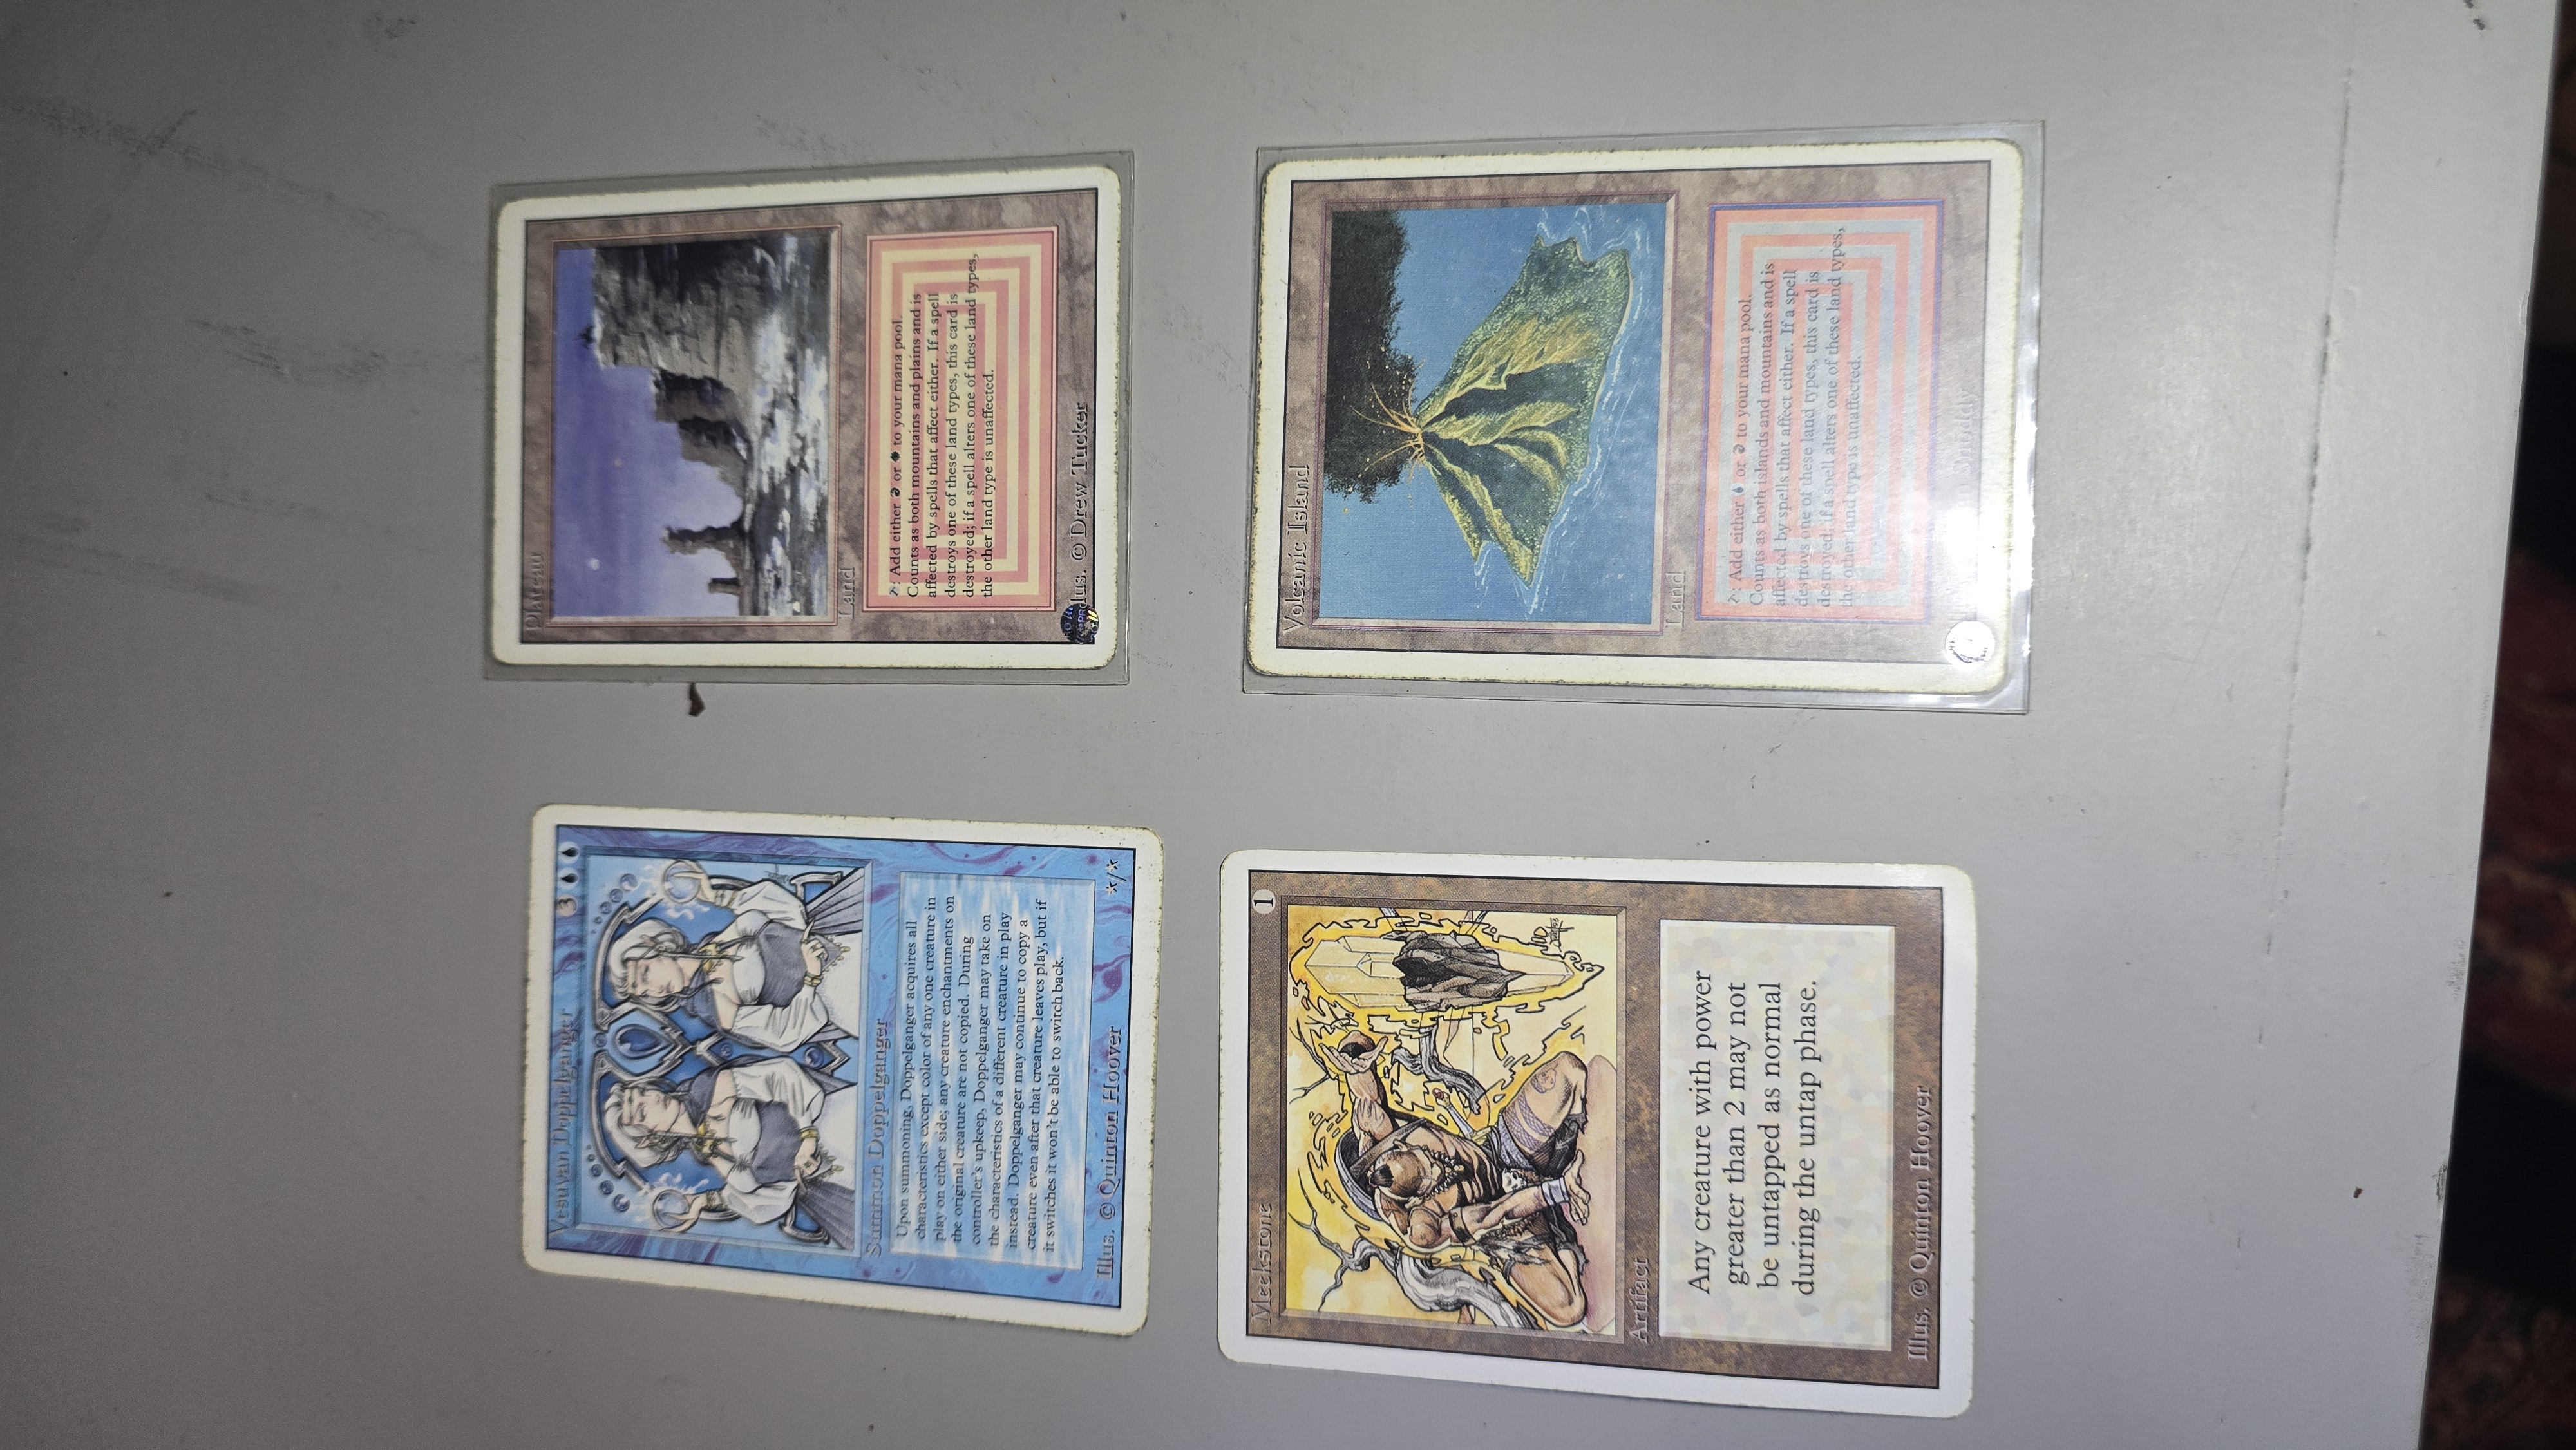 Vesuvan Doppelganger
3
Summon Doppelganger
Upon summoning, Doppelganger acquires all
characteristics except color of any one creature in
play on either side; any creature enchantments on
the original creature are not copied. During
controller's upkeep, Doppelganger may take on
the characteristics of a different creature in play
instead. Doppelganger may continue to copy a
creature even after that creature leaves play, but if
it switches it won't be able to switch back.
Illus. © Quinton Hoover
*/*
Plateau
Land
: Add either or to your mana pool.
Counts as both mountains and plains and is
affected by spells that affect either. If a spell
destroys one of these land types, this card is
destroyed; if a spell alters one of these land types,
the other land type is unaffected.
lus. © Drew Tucker
Meekstone
1
Artifact
Any creature with power
greater than 2 may not
be untapped as normal
during the untap phase.
Illus. © Quinton Hoover
Volcanic Island
Land
: Add either or to your mana pool.
Counts as both islands and mountains and is
affected by spells that affect either. If a spell
destroys one of these land types, this card is
destroyed; if a spell alters one of these land types,
the other land type is unaffected.
Shuddy